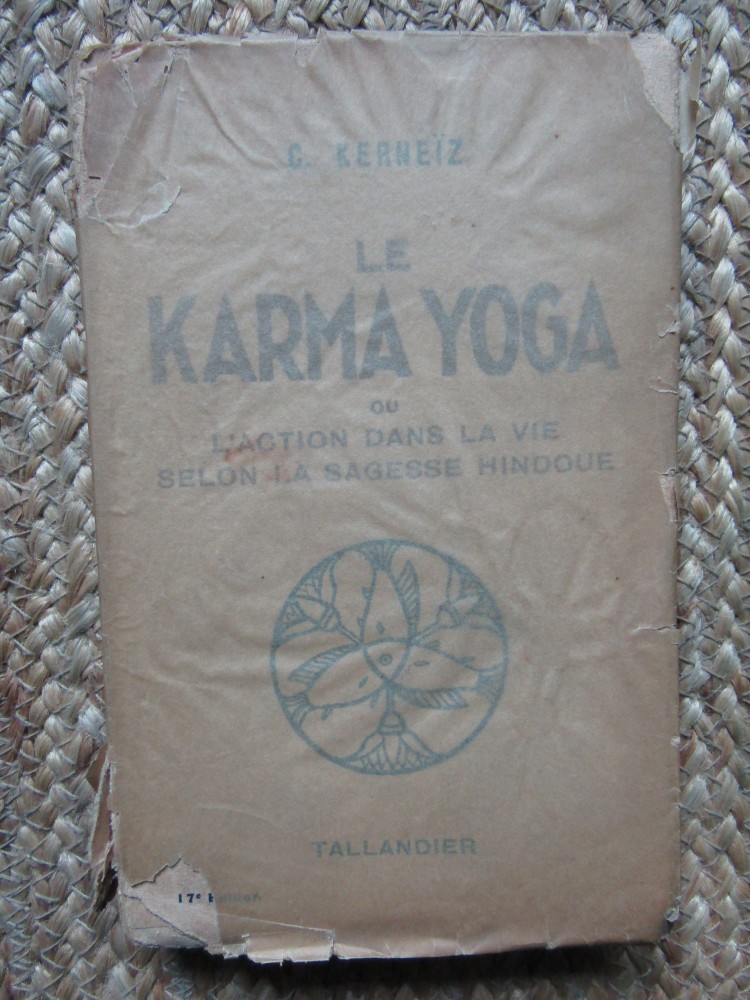 C. KERNEÏZ
LE
KARMA YOGA
OU
L'ACTION DANS LA VIE
SELON LA SAGESSE HINDOUE
TALLANDIER
17e Édition